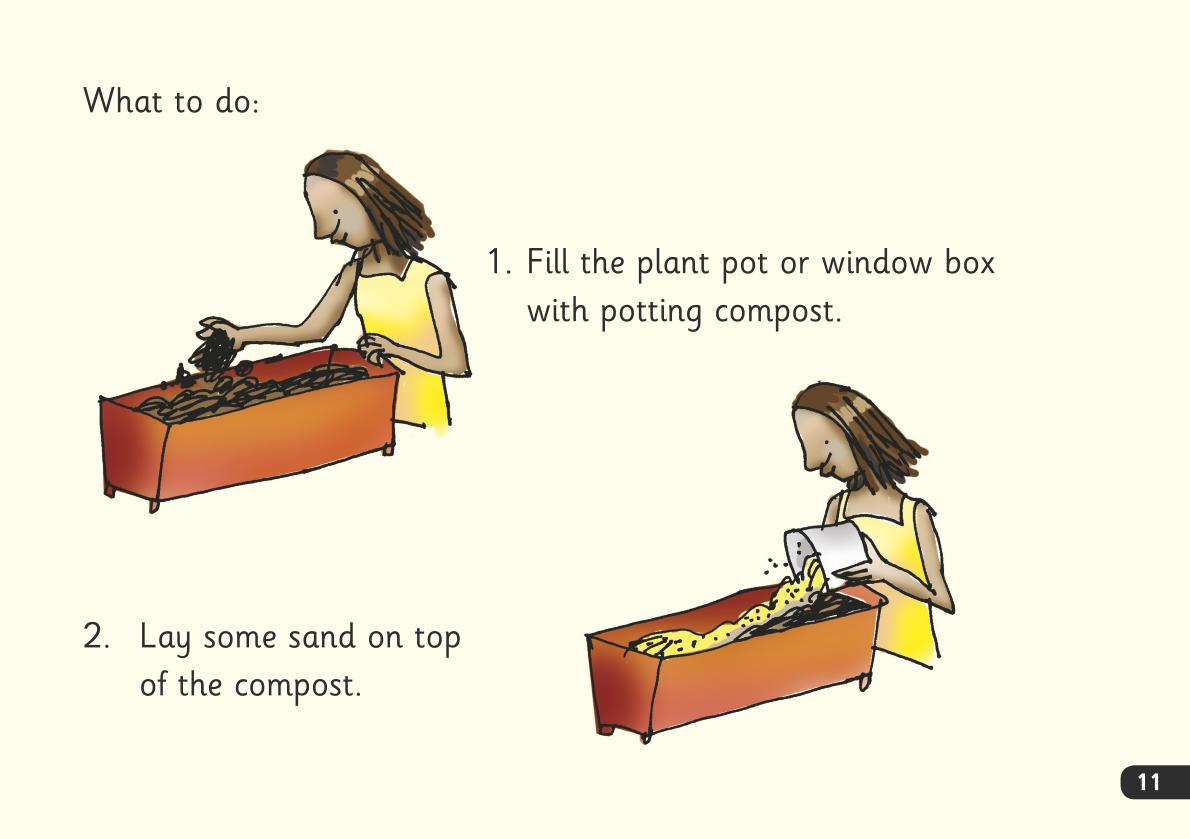 What to do:
1. Fill the plant pot or window box
with potting compost.
2. Lay some sand on top
of the compost.
11